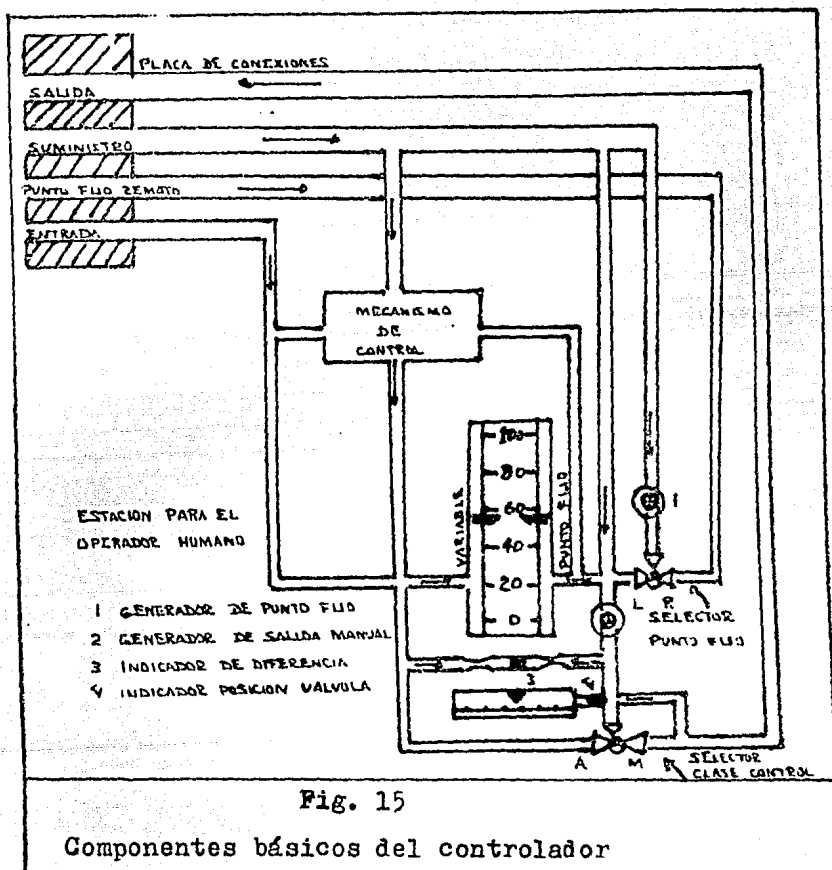 PLACA DE CONEXIONES
SALIDA
SUMINISTRO
PUNTO FIJO REMOTO
ENTRADA
MECANISMO
DE
CONTROL
100
80
60
40
20
0
VARIABLE
PUNTO FIJO
1
ESTACION PARA EL
OPERADOR HUMANO
1 GENERADOR DE PUNTO FIJO
2 GENERADOR DE SALIDA MANUAL
3 INDICADOR DE DIFERENCIA
4 INDICADOR POSICION VALVULA
L R
SELECTOR
PUNTO FIJO
3
4
A M
SELECTOR
CLASE CONTROL
Fig. 15
Componentes básicos del controlador